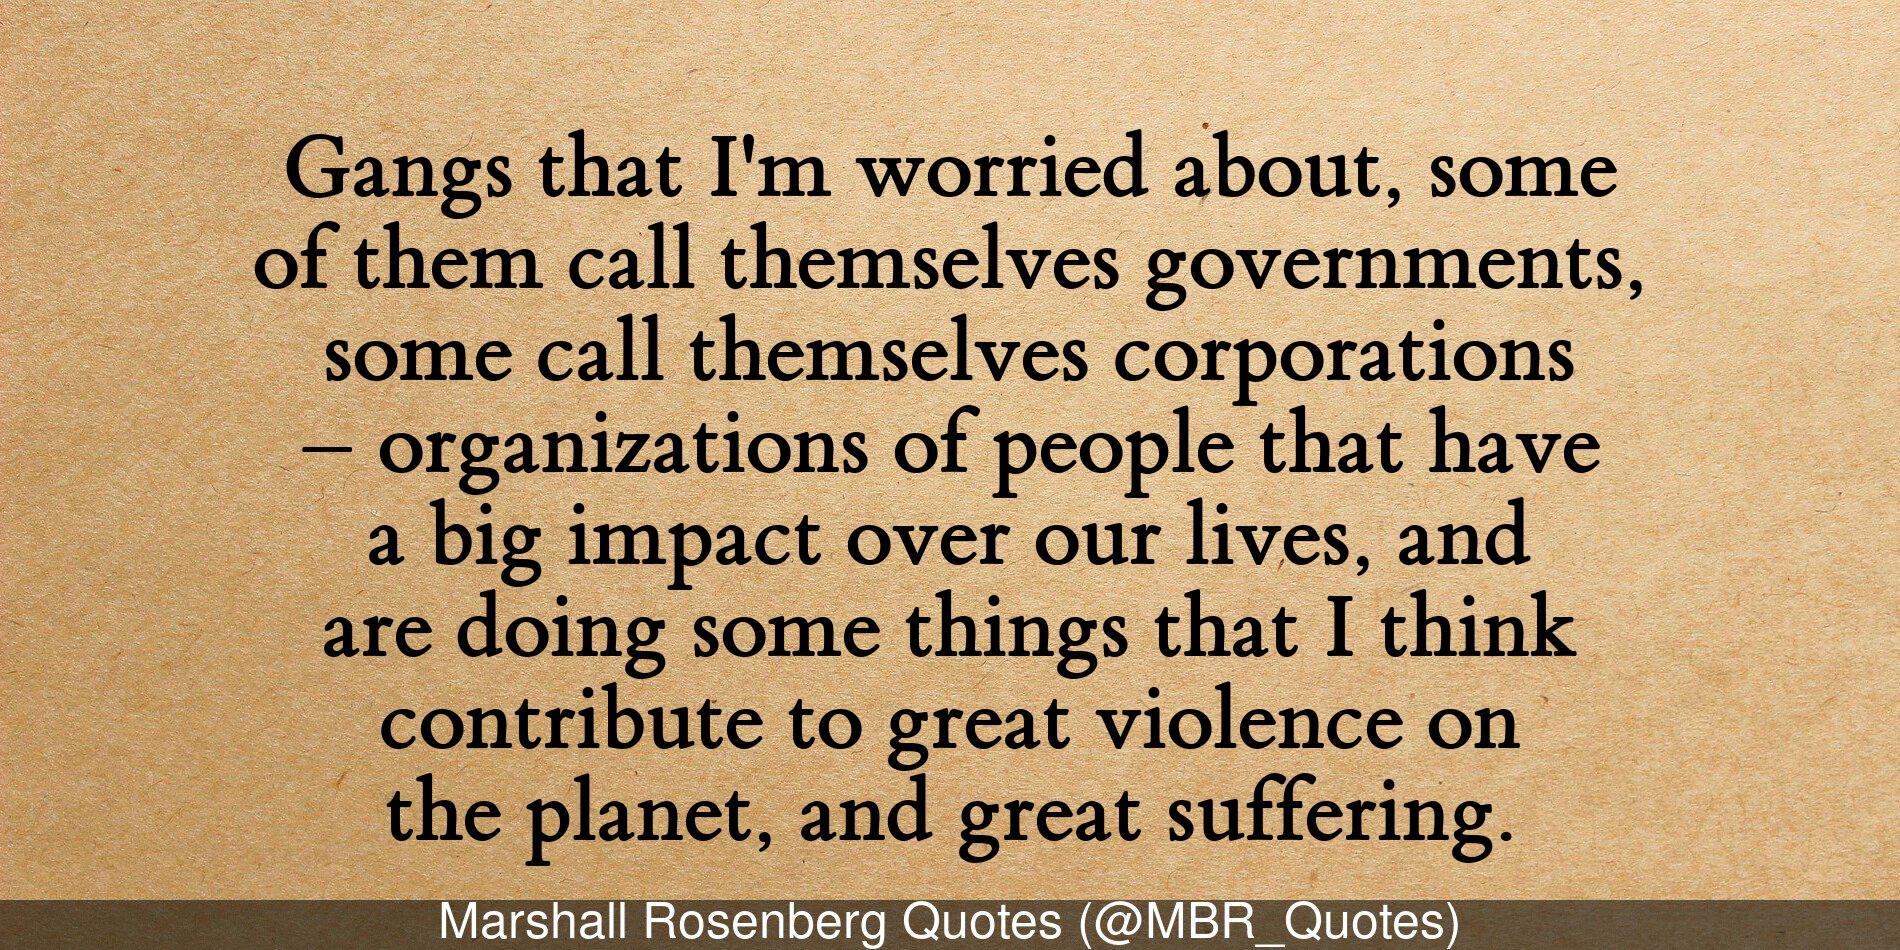 Gangs that I'm worried about, some
of them call themselves governments,
some call themselves corporations
– organizations of people that have
a big impact over our lives, and
are doing some things that I think
contribute to great violence on
the planet, and great suffering.
Marshall Rosenberg Quotes (@MBR_Quotes)